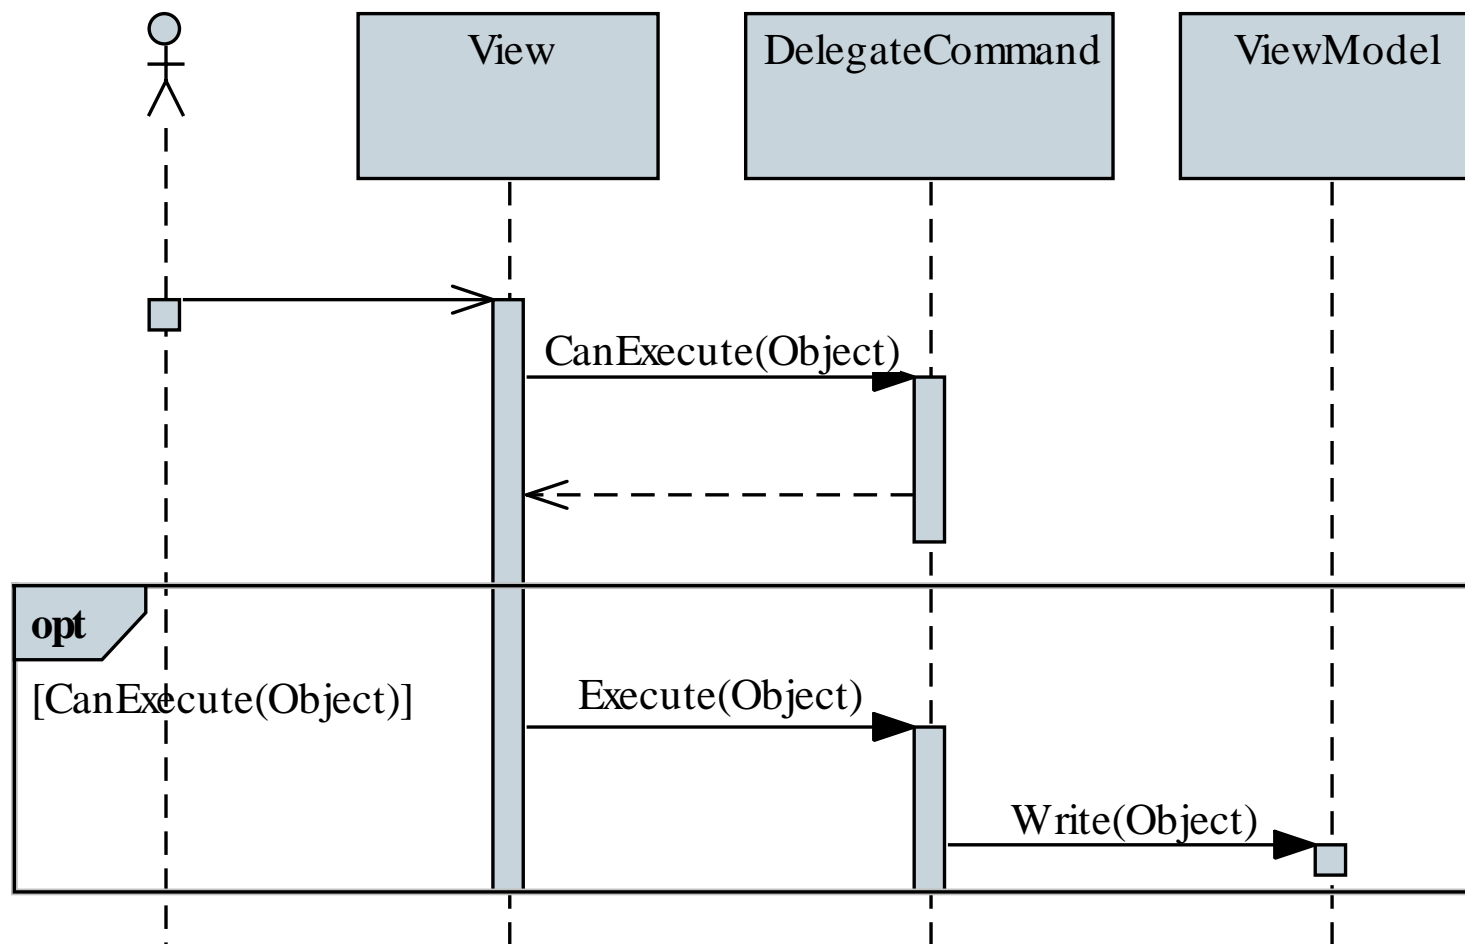 View
DelegateCommand
ViewModel
CanExecute(Object)
opt
[CanExecute(Object)]
Execute(Object)
Write(Object)